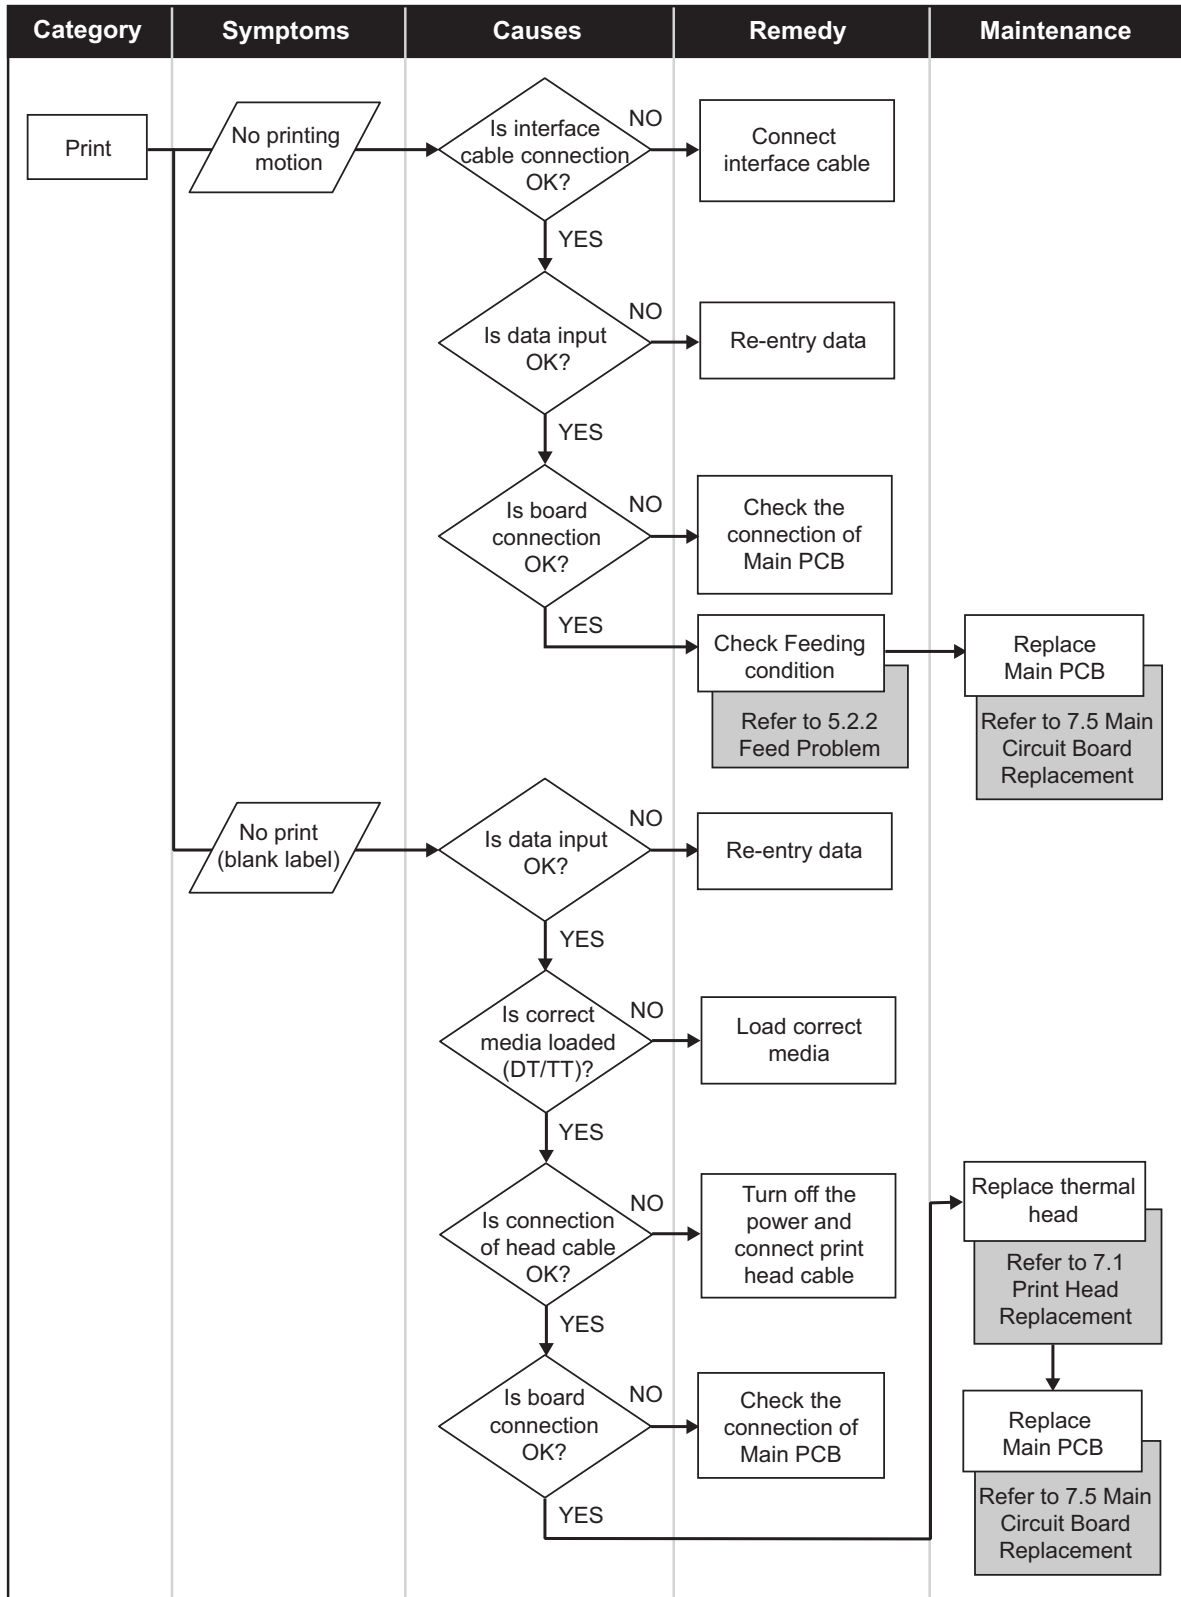 Category
Symptoms
Causes
Remedy
Maintenance
Print
No printing
motion
Is interface
cable connection
OK?
NO
Connect
interface cable
YES
Is data input
OK?
NO
Re-entry data
YES
Is board
connection
OK?
NO
Check the
connection of
Main PCB
YES
Check Feeding
condition
Refer to 5.2.2
Feed Problem
Replace
Main PCB
Refer to 7.5 Main
Circuit Board
Replacement
No print
(blank label)
Is data input
OK?
NO
Re-entry data
YES
Is correct
media loaded
(DT/TT)?
NO
Load correct
media
YES
Is connection
of head cable
OK?
NO
Turn off the
power and
connect print
head cable
YES
Is board
connection
OK?
NO
Check the
connection of
Main PCB
YES
Replace thermal
head
Refer to 7.1
Print Head
Replacement
Replace
Main PCB
Refer to 7.5 Main
Circuit Board
Replacement